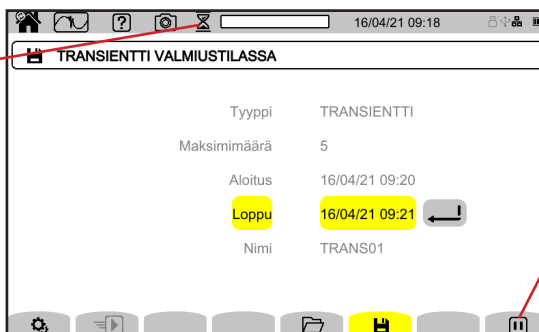 ? 16/04/21 09:18
TRANSIENTTI VALMIUSTILASSA
Tyyppi TRANSIENTTI
Maksimimäärä 5
Aloitus 16/04/21 09:20
Loppu 16/04/21 09:21
Nimi TRANS01